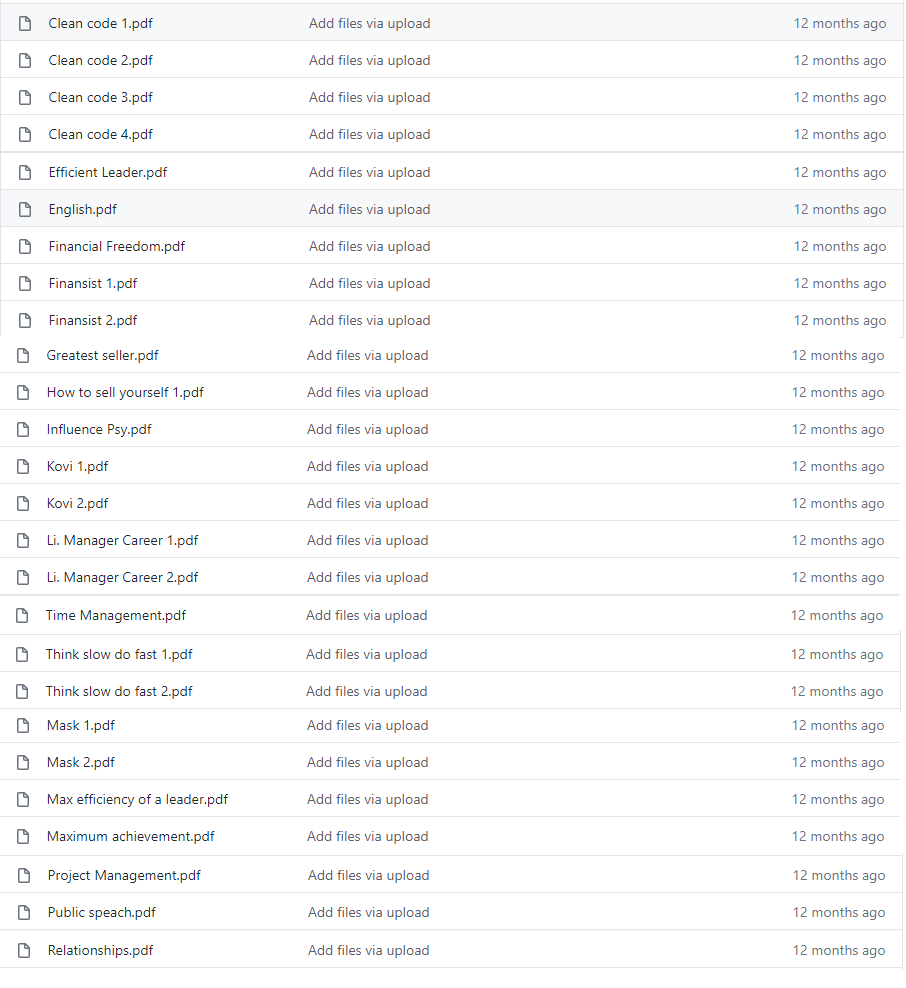 Clean code 1.pdf Add files via upload 12 months ago
Clean code 2.pdf Add files via upload 12 months ago
Clean code 3.pdf Add files via upload 12 months ago
Clean code 4.pdf Add files via upload 12 months ago
Efficient Leader.pdf Add files via upload 12 months ago
English.pdf Add files via upload 12 months ago
Financial Freedom.pdf Add files via upload 12 months ago
Finansist 1.pdf Add files via upload 12 months ago
Finansist 2.pdf Add files via upload 12 months ago
Greatest seller.pdf Add files via upload 12 months ago
How to sell yourself 1.pdf Add files via upload 12 months ago
Influence Psy.pdf Add files via upload 12 months ago
Kovi 1.pdf Add files via upload 12 months ago
Kovi 2.pdf Add files via upload 12 months ago
Li. Manager Career 1.pdf Add files via upload 12 months ago
Li. Manager Career 2.pdf Add files via upload 12 months ago
Time Management.pdf Add files via upload 12 months ago
Think slow do fast 1.pdf Add files via upload 12 months ago
Think slow do fast 2.pdf Add files via upload 12 months ago
Mask 1.pdf Add files via upload 12 months ago
Mask 2.pdf Add files via upload 12 months ago
Max efficiency of a leader.pdf Add files via upload 12 months ago
Maximum achievement.pdf Add files via upload 12 months ago
Project Management.pdf Add files via upload 12 months ago
Public speach.pdf Add files via upload 12 months ago
Relationships.pdf Add files via upload 12 months ago